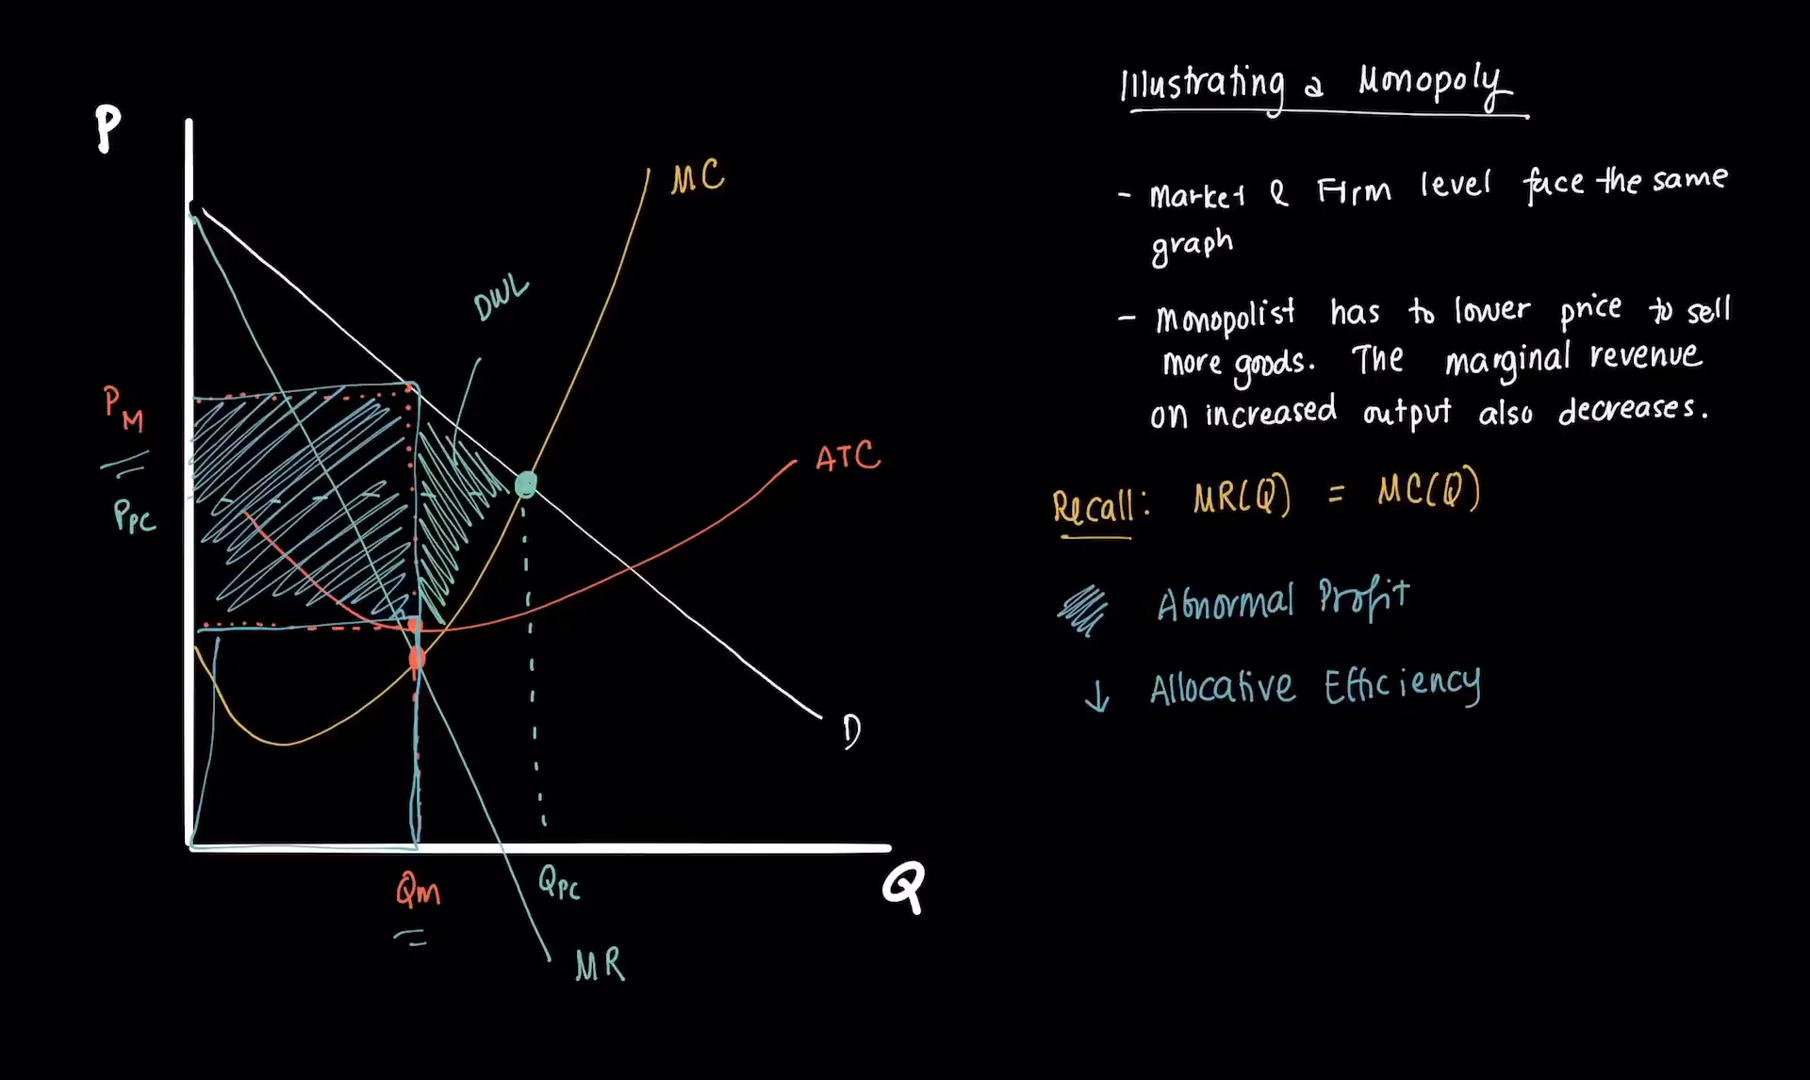 Illustrating a Monopoly
P
- Market & Firm level face the same
graph
- Monopolist has to lower price to sell
more goods. The marginal revenue
on increased output also decreases.
Recall: MR(Q) = MC(Q)
Abnormal Profit
↓ Allocative Efficiency
MC
DWL
PM
ATC
PPC
D
QM
QPC
Q
MR